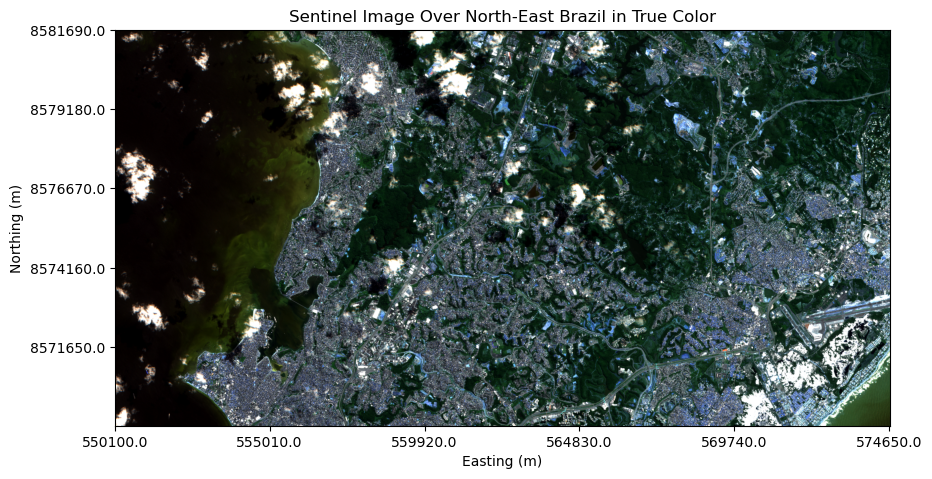 Sentinel Image Over North-East Brazil in True Color
8581690.0
8579180.0
8576670.0
8574160.0
8571650.0
Northing (m)
551100.0 555010.0 559920.0 564830.0 569740.0 574650.0
Easting (m)